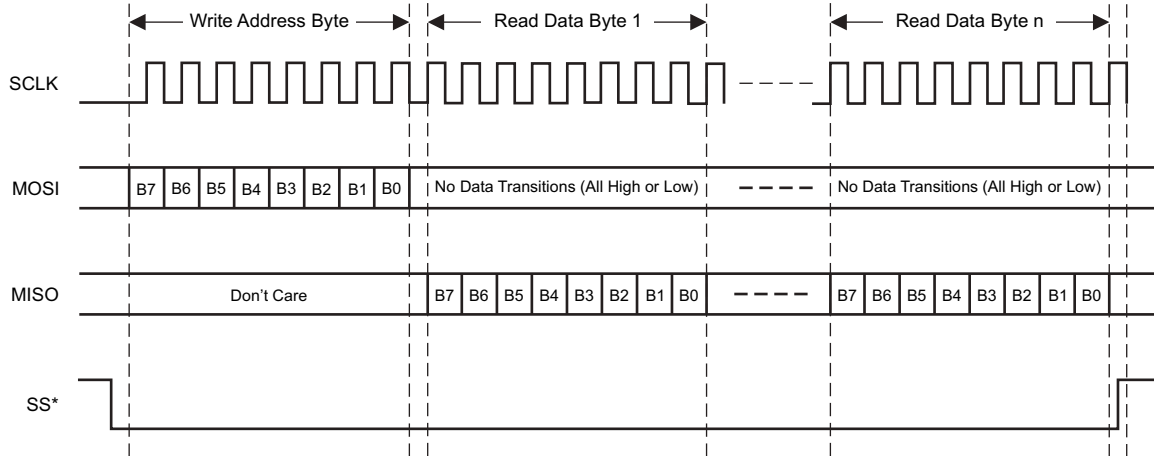 Write Address Byte Read Data Byte 1 Read Data Byte n
SCLK
MOSI B7 B6 B5 B4 B3 B2 B1 B0 No Data Transitions (All High or Low) No Data Transitions (All High or Low)
MISO Don't Care B7 B6 B5 B4 B3 B2 B1 B0 B7 B6 B5 B4 B3 B2 B1 B0
SS*